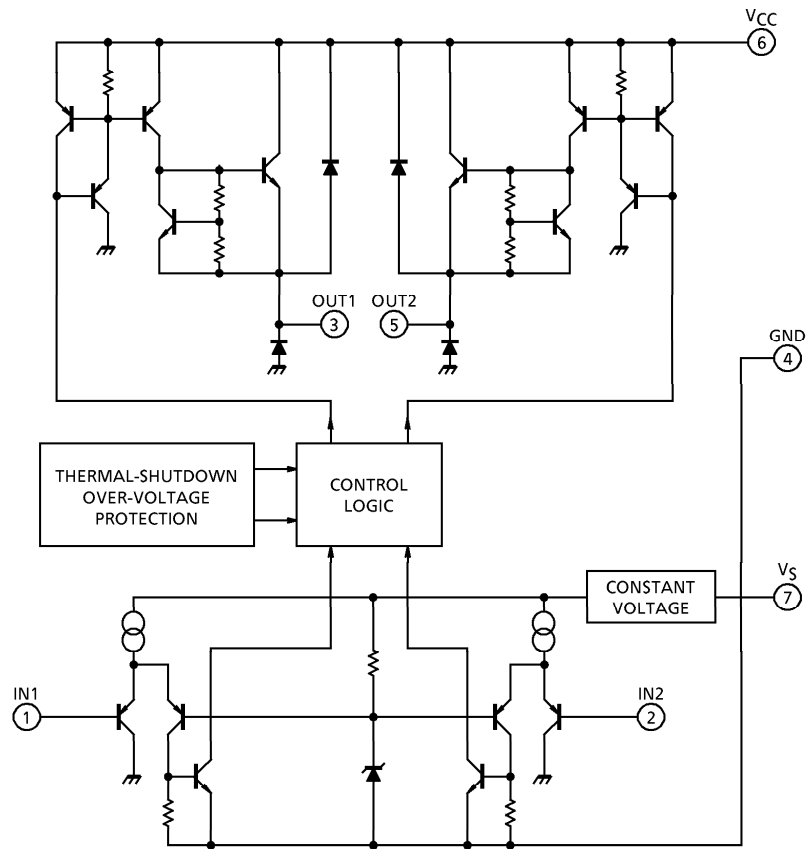 VCC
6
OUT1
3
OUT2
5
GND
4
THERMAL-SHUTDOWN
OVER-VOLTAGE
PROTECTION
CONTROL
LOGIC
CONSTANT
VOLTAGE
VS
7
IN1
1
IN2
2